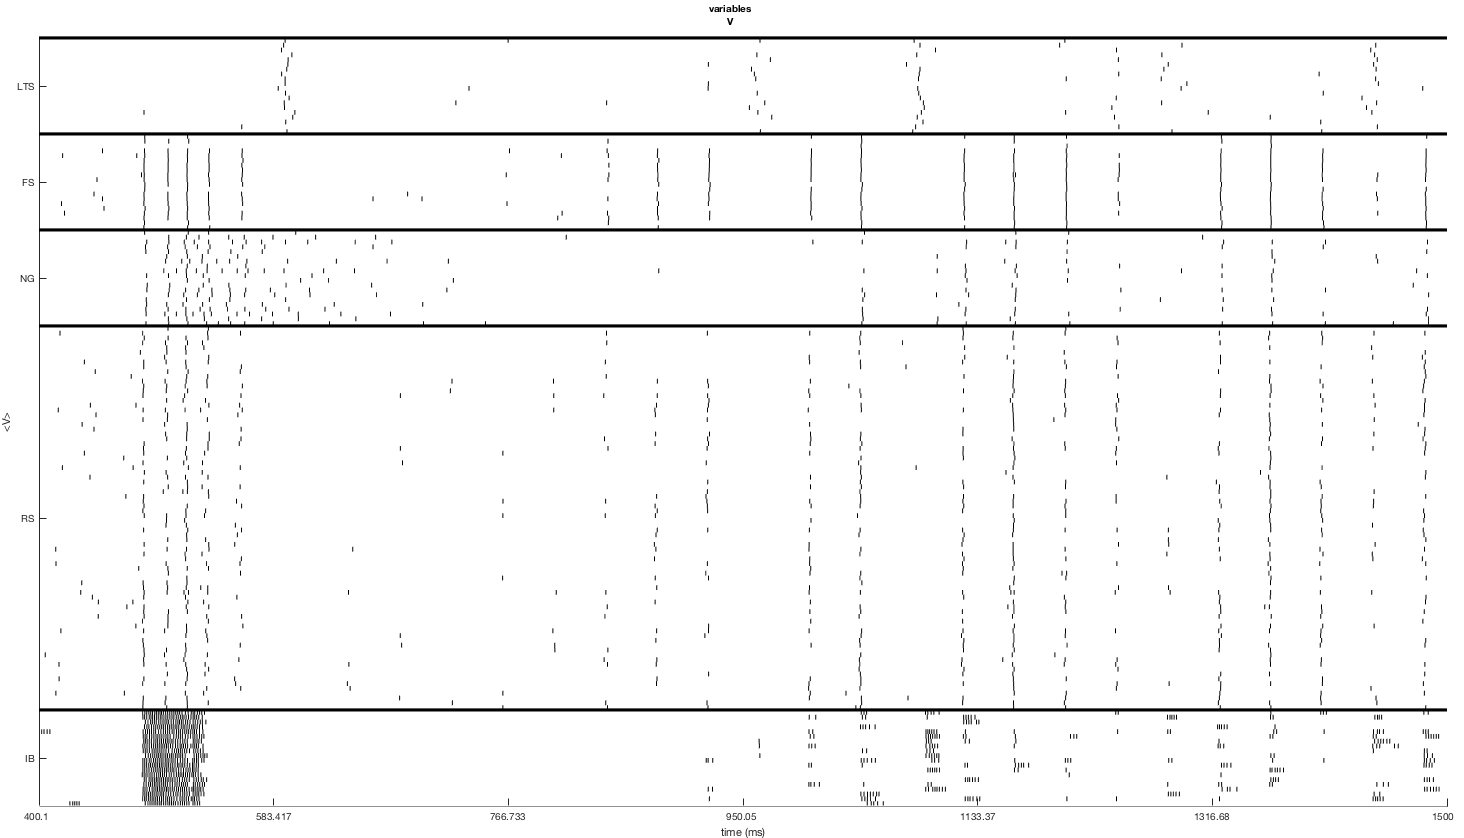 variables
V
LTS
FS
NG
RS
IB
<V>
400.1 583.417 766.733 950.05 1133.37 1316.68 1500
time (ms)